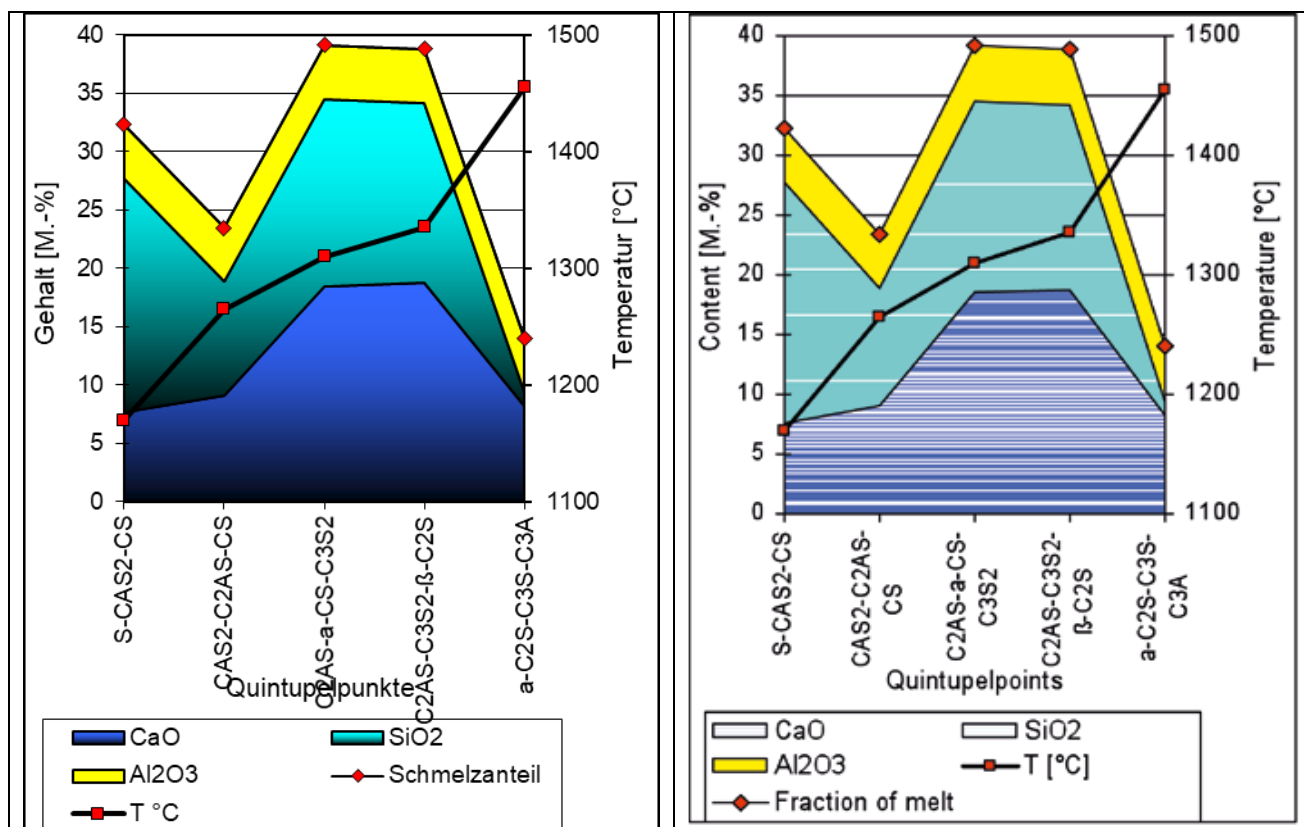 40
35
30
25
20
15
10
5
0
Gehalt [M.-%]
1500
1400
1300
1200
1100
Temperatur [°C]
S-CAS2-CS
CAS2-C2AS-CS
C2AS-a-CS-C3S2
C2AS-C3S2-ß-C2S
a-C2S-C3S-C3A
Quintupelpunkte
CaO
SiO2
Al2O3
Schmelzanteil
T °C
40
35
30
25
20
15
10
5
0
Content [M.-%]
1500
1400
1300
1200
1100
Temperature [°C]
S-CAS2-CS
CAS2-C2AS-
CS
C2AS-a-CS-
C3S2
C2AS-C3S2-
ß-C2S
a-C2S-C3S-
C3A
Quintupelpoints
CaO
SiO2
Al2O3
T [°C]
Fraction of melt